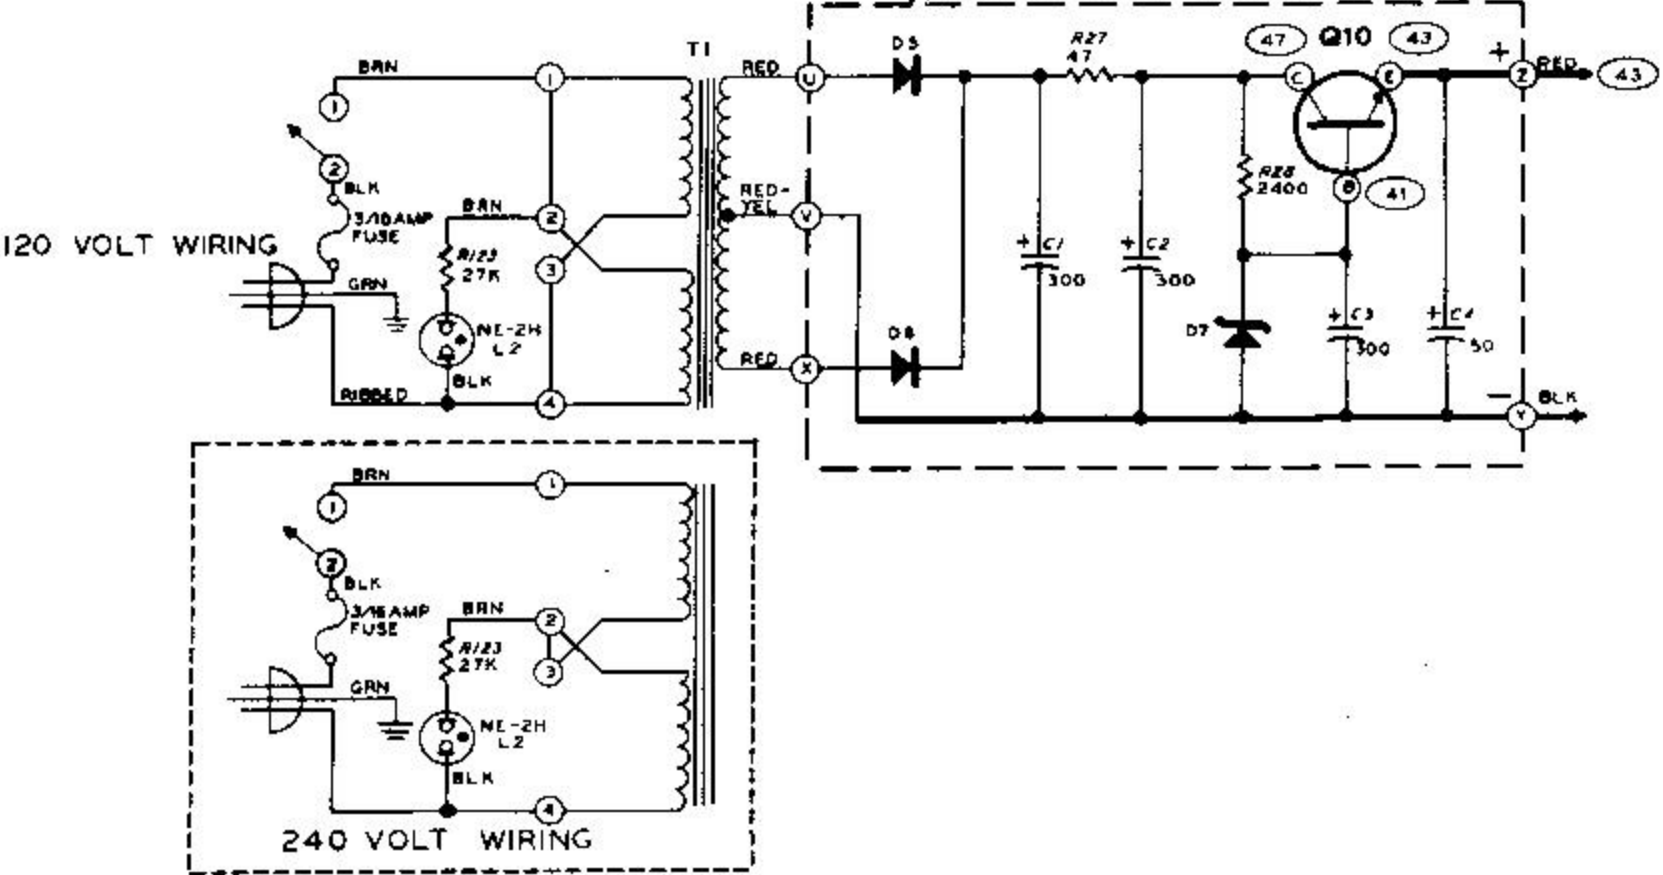 120 VOLT WIRING
BRN
1
2
BLK
3/16 AMP
FUSE
GRN
RIBBED
BRN
R123
27K
NE-2H
L2
BLK
1
2
3
4
T1
RED
RED-
YEL
RED
U
V
X
D5
D8
R27
47
+ C1
300
+ C2
300
R28
2400
D7
47
Q10
43
C
E
B
41
+ C3
300
+ C4
50
+
Z
RED
43
-
Y
BLK
BRN
1
2
BLK
3/16 AMP
FUSE
GRN
BRN
R123
27K
NE-2H
L2
BLK
1
2
3
4
240 VOLT WIRING